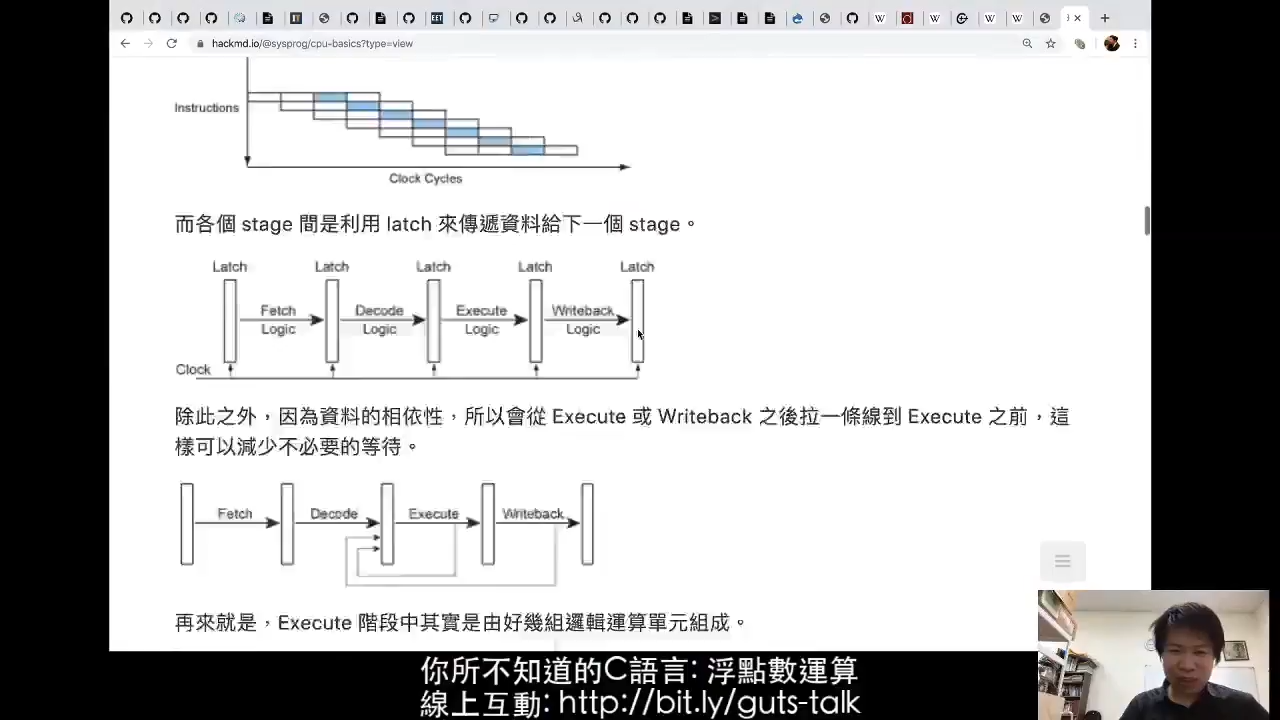 hackmd.io/@sysprog/cpu-basics?type=view
Instructions
Clock Cycles
而各個 stage 間是利用 latch 來傳遞資料給下一個 stage。
Latch Latch Latch Latch Latch
Fetch Decode Execute Writeback
Logic Logic Logic Logic
Clock
除此之外，因為資料的相依性，所以會從 Execute 或 Writeback 之後拉一條線到 Execute 之前，這
樣可以減少不必要的等待。
Fetch Decode Execute Writeback
再來就是，Execute 階段中其實是由好幾組邏輯運算單元組成。
你所不知道的C語言: 浮點數運算
線上互動: http://bit.ly/guts-talk